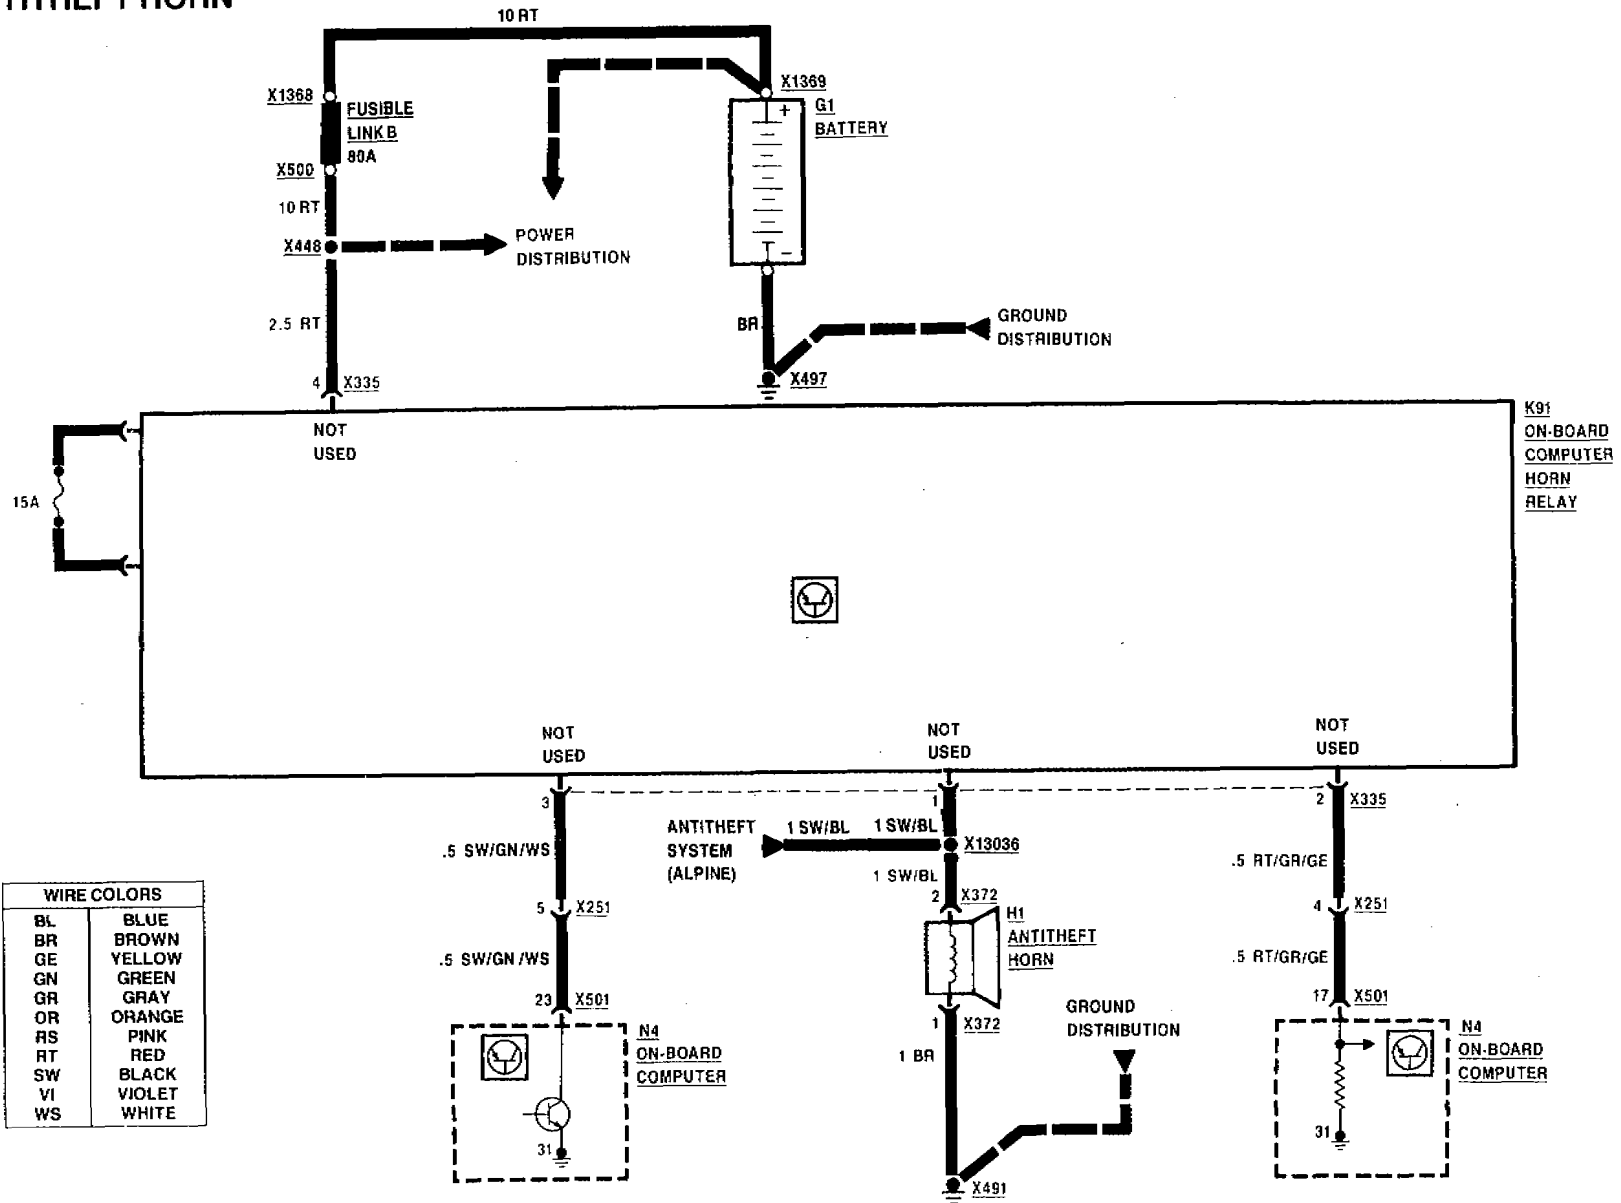 10 RT
X1368
FUSIBLE
LINK B
80A
X500
10 RT
X448
POWER
DISTRIBUTION
2.5 RT
4 X335
X1369
G1
BATTERY
+
−
BR
X497
GROUND
DISTRIBUTION
NOT
USED
15A
K91
ON-BOARD
COMPUTER
HORN
RELAY
NOT
USED
NOT
USED
NOT
USED
3
1
2 X335
.5 SW/GN/WS
ANTITHEFT
SYSTEM
(ALPINE)
1 SW/BL
1 SW/BL
X13036
1 SW/BL
.5 RT/GR/GE
5 X251
2 X372
4 X251
H1
ANTITHEFT
HORN
.5 SW/GN/WS
.5 RT/GR/GE
23 X501
1 X372
17 X501
N4
ON-BOARD
COMPUTER
31
1 BR
GROUND
DISTRIBUTION
X491
N4
ON-BOARD
COMPUTER
31
WIRE COLORS
BL BLUE
BR BROWN
GE YELLOW
GN GREEN
GR GRAY
OR ORANGE
RS PINK
RT RED
SW BLACK
VI VIOLET
WS WHITE